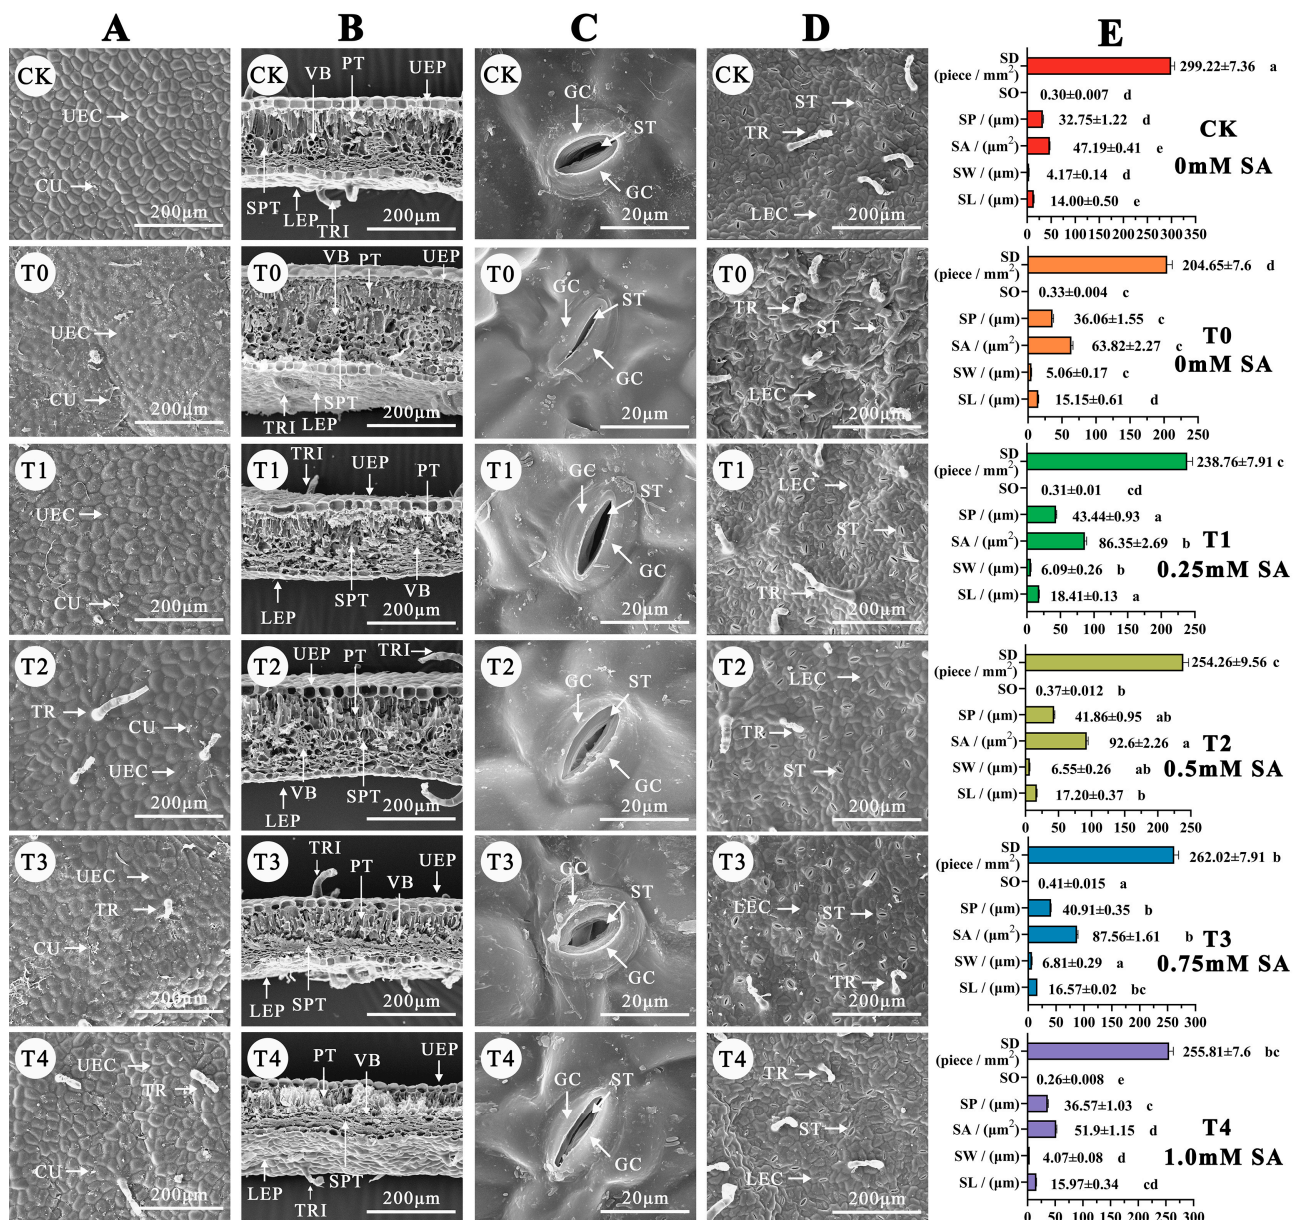 A B C D E
CK
UEC
CU
200μm
CK
VB
PT
UEP
SPT
LEP
TRI
200μm
CK
GC
ST
GC
20μm
CK
ST
TR
LEC
200μm
SD
(piece / mm²)
299.22±7.36 a
SO 0.30±0.007 d
SP / (μm) 32.75±1.22 d
SA / (μm²) 47.19±0.41 e
SW / (μm) 4.17±0.14 d
SL / (μm) 14.00±0.50 e
0 50 100 150 200 250 300 350
CK
0mM SA
T0
UEC
CU
200μm
T0
VB
PT
UEP
SPT
TRI
LEP
200μm
T0
GC
ST
GC
20μm
T0
TR
ST
LEC
200μm
SD
(piece / mm²)
204.65±7.6 d
SO 0.33±0.004 c
SP / (μm) 36.06±1.55 c
SA / (μm²) 63.82±2.27 c
SW / (μm) 5.06±0.17 c
SL / (μm) 15.15±0.61 d
0 50 100 150 200 250
T0
0mM SA
T1
UEC
CU
200μm
T1
TRI
UEP
PT
LEP
SPT
VB
200μm
T1
GC
ST
GC
20μm
T1
LEC
ST
TR
200μm
SD
(piece / mm²)
238.76±7.91 c
SO 0.31±0.01 cd
SP / (μm) 43.44±0.93 a
SA / (μm²) 86.35±2.69 b
SW / (μm) 6.09±0.26 b
SL / (μm) 18.41±0.13 a
0 50 100 150 200 250
T1
0.25mM SA
T2
TR
CU
UEC
200μm
T2
UEP
PT
TRI
VB
SPT
LEP
200μm
T2
GC
ST
GC
20μm
T2
LEC
TR
ST
200μm
SD
(piece / mm²)
254.26±9.56 c
SO 0.37±0.012 b
SP / (μm) 41.86±0.95 ab
SA / (μm²) 92.6±2.26 a
SW / (μm) 6.55±0.26 ab
SL / (μm) 17.20±0.37 b
0 50 100 150 200 250
T2
0.5mM SA
T3
UEC
TR
CU
200μm
T3
TRI
PT
VB
UEP
LEP
SPT
200μm
T3
GC
ST
GC
20μm
T3
LEC
ST
TR
200μm
SD
(piece / mm²)
262.02±7.91 b
SO 0.41±0.015 a
SP / (μm) 40.91±0.35 b
SA / (μm²) 87.56±1.61 b
SW / (μm) 6.81±0.29 a
SL / (μm) 16.57±0.02 bc
0 50 100 150 200 250 300
T3
0.75mM SA
T4
UEC
TR
CU
200μm
T4
PT
VB
UEP
LEP
SPT
TRI
200μm
T4
GC
ST
GC
20μm
T4
TR
ST
LEC
200μm
SD
(piece / mm²)
255.81±7.6 bc
SO 0.26±0.008 e
SP / (μm) 36.57±1.03 c
SA / (μm²) 51.9±1.15 d
SW / (μm) 4.07±0.08 d
SL / (μm) 15.97±0.34 cd
0 50 100 150 200 250 300
T4
1.0mM SA